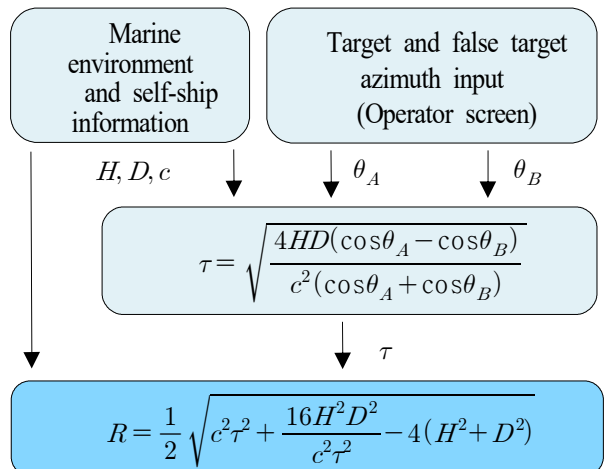 Marine
environment
and self-ship
information
Target and false target
azimuth input
(Operator screen)
H, D, c
θ_A
θ_B
τ = √(4HD(cosθ_A − cosθ_B) / c²(cosθ_A + cosθ_B))
τ
R = 1/2 √(c²τ² + 16H²D² / c²τ² − 4(H² + D²))